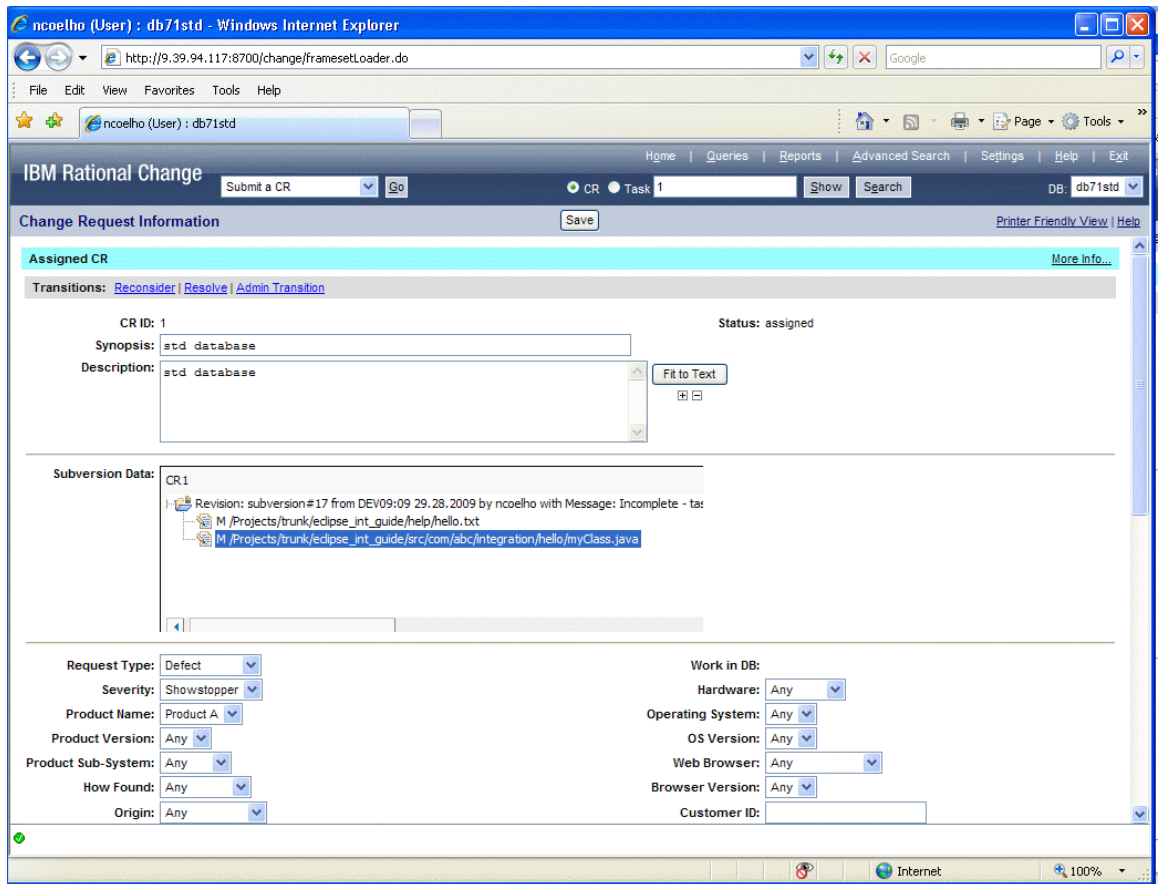 ncoelho (User) : db71std - Windows Internet Explorer
http://9.39.94.117:8700/change/framesetLoader.do
Google
File Edit View Favorites Tools Help
ncoelho (User) : db71std
Page Tools »
Home | Queries | Reports | Advanced Search | Settings | Help | Exit
IBM Rational Change
Submit a CR Go CR Task 1 Show Search DB: db71std
Change Request Information Save Printer Friendly View | Help
Assigned CR More Info...
Transitions: Reconsider | Resolve | Admin Transition
CR ID: 1 Status: assigned
Synopsis: std database
Description: std database
Fit to Text
Subversion Data:
CR1
Revision: subversion#17 from DEV09:09 29.28.2009 by ncoelho with Message: Incomplete - tas
M /Projects/trunk/eclipse_int_guide/help/hello.txt
M /Projects/trunk/eclipse_int_guide/src/com/abc/integration/hello/myClass.java
Request Type: Defect Work in DB:
Severity: Showstopper Hardware: Any
Product Name: Product A Operating System: Any
Product Version: Any OS Version: Any
Product Sub-System: Any Web Browser: Any
How Found: Any Browser Version: Any
Origin: Any Customer ID:
Internet 100%